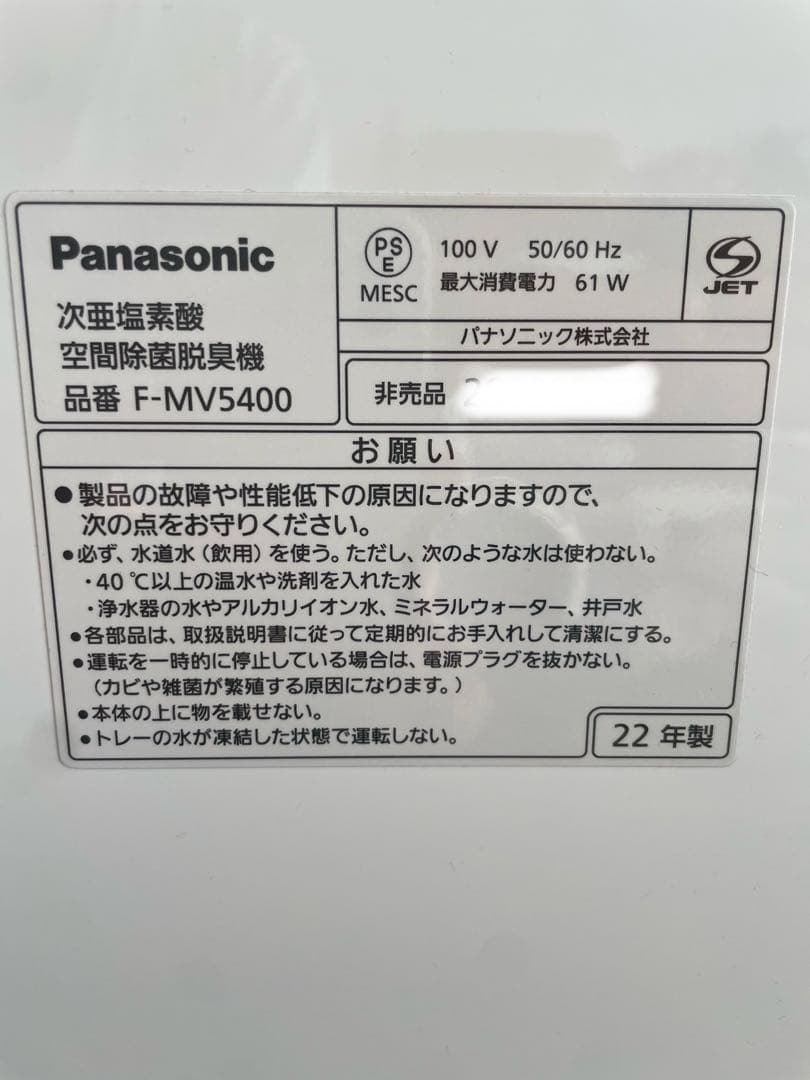 Panasonic
次亜塩素酸
空間除菌脱臭機
品番 F-MV5400
PSE
MESC
100 V 50/60 Hz
最大消費電力 61 W
JET
パナソニック株式会社
非売品
お願い
●製品の故障や性能低下の原因になりますので、
次の点をお守りください。
●必ず、水道水(飲用)を使う。ただし、次のような水は使わない。
・40 ℃以上の温水や洗剤を入れた水
・浄水器の水やアルカリイオン水、ミネラルウォーター、井戸水
●各部品は、取扱説明書に従って定期的にお手入れして清潔にする。
●運転を一時的に停止している場合は、電源プラグを抜かない。
(カビや雑菌が繁殖する原因になります。)
●本体の上に物を載せない。
●トレーの水が凍結した状態で運転しない。
22 年製